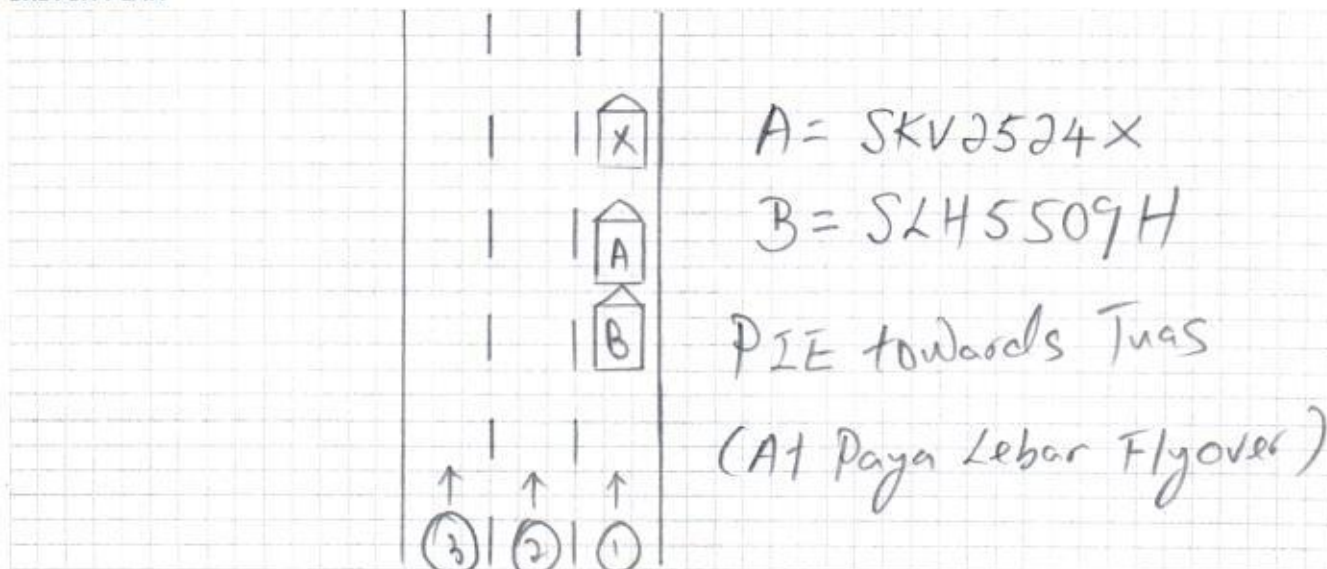 X
A
B
3 2 1
A = SKV2524X
B = SLH5509H
PIE towards Tuas
(At Paya Lebar Flyover)